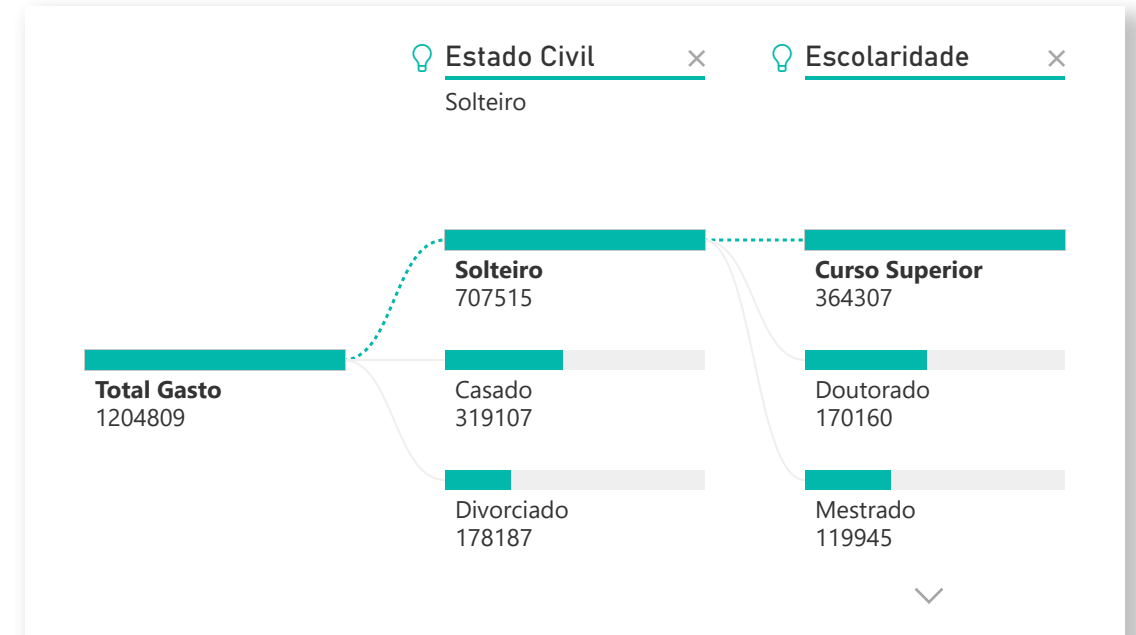 Estado Civil
Escolaridade
Solteiro
Solteiro
707515
Curso Superior
364307
Total Gasto
1204809
Casado
319107
Doutorado
170160
Divorciado
178187
Mestrado
119945